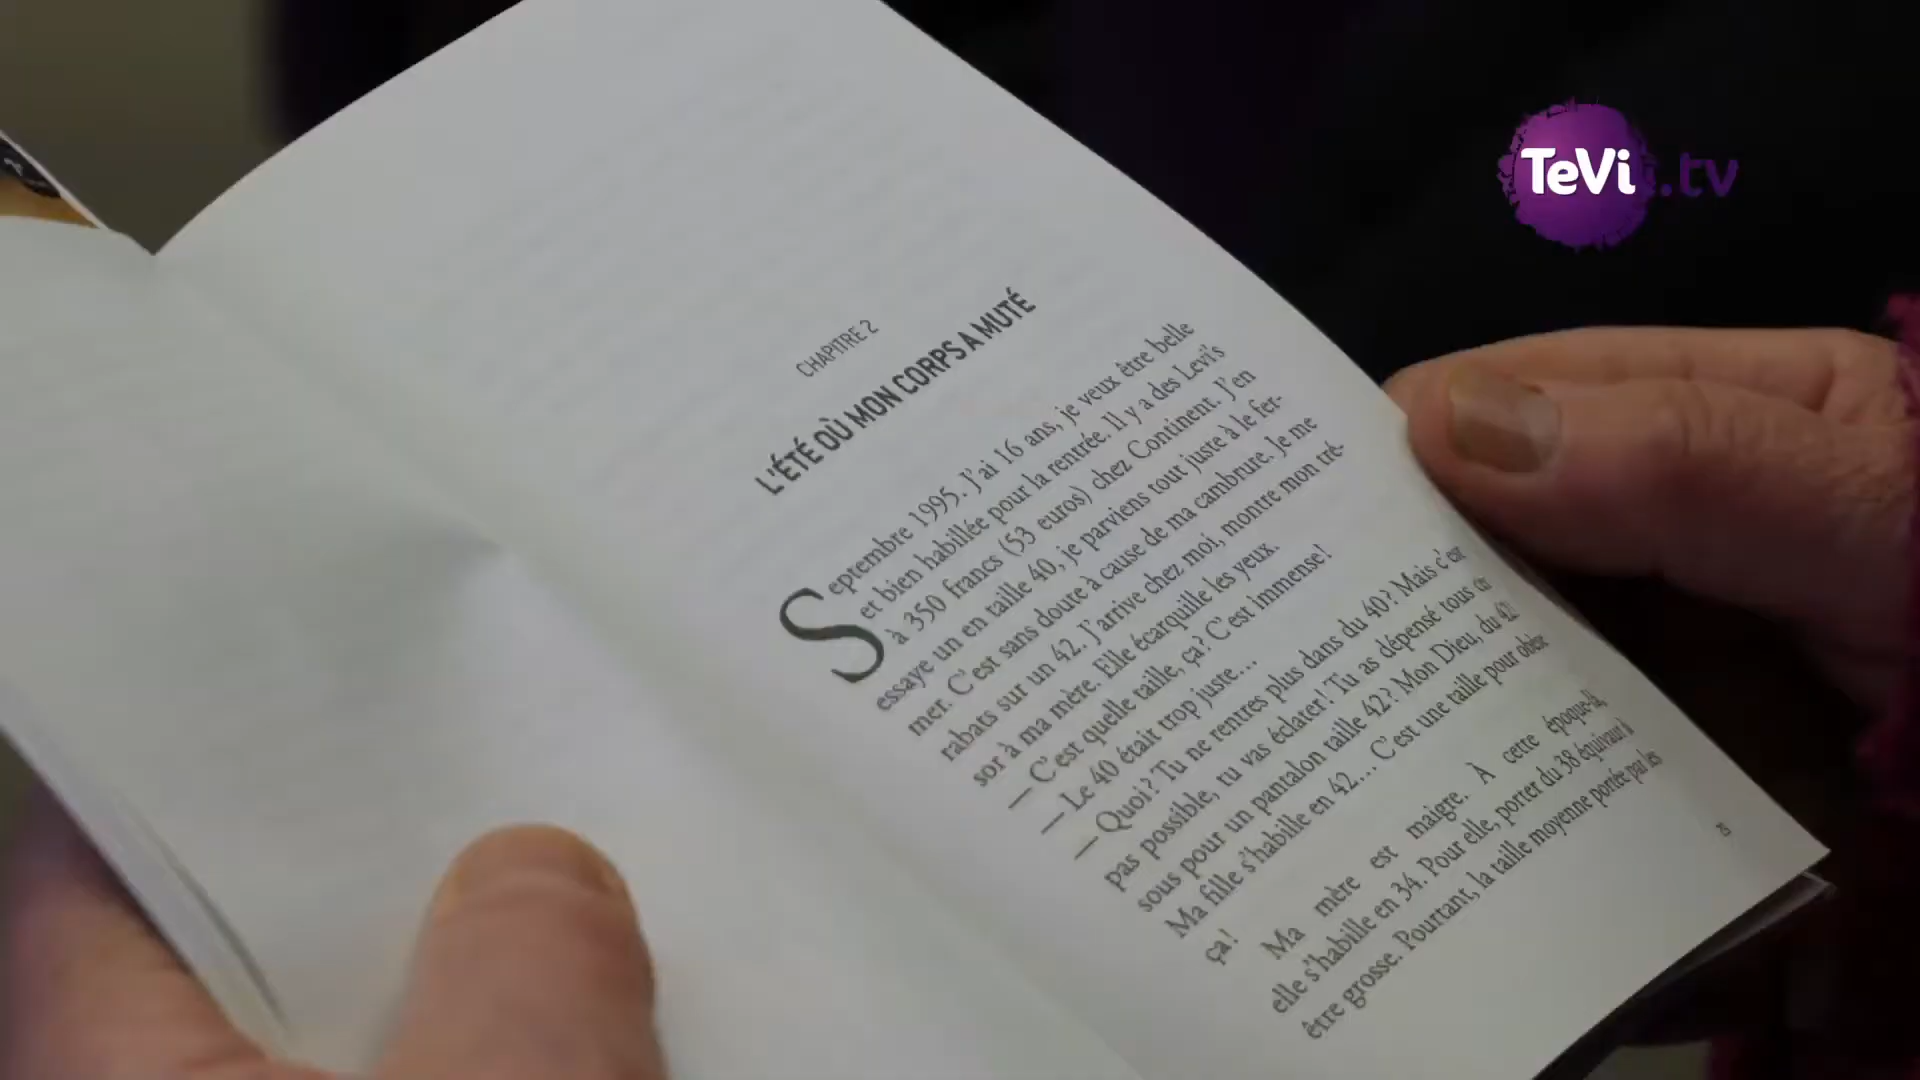 TeVi.tv
CHAPITRE 2
L'ÉTÉ OÙ MON CORPS A MUTÉ
Septembre 1995. J'ai 16 ans, je veux être belle
et bien habillée pour la rentrée. Il y a des Levi's
à 350 francs (53 euros) chez Continent. J'en
essaye un en taille 40, je parviens tout juste à le fer-
mer. C'est sans doute à cause de ma cambrure. Je me
rabats sur un 42. J'arrive chez moi, montre mon tré-
sor à ma mère. Elle écarquille les yeux.
— C'est quelle taille, ça? C'est immense!
— Le 40 était trop juste…
— Quoi? Tu ne rentres plus dans du 40? Mais c'est
pas possible, tu vas éclater! Tu as dépensé tous ces
sous pour un pantalon taille 42? Mon Dieu, du 42!
Ma fille s'habille en 42… C'est une taille pour obèse
ça!
Ma mère est maigre. À cette époque-là,
elle s'habille en 34. Pour elle, porter du 38 équivaut à
être grosse. Pourtant, la taille moyenne portée par les